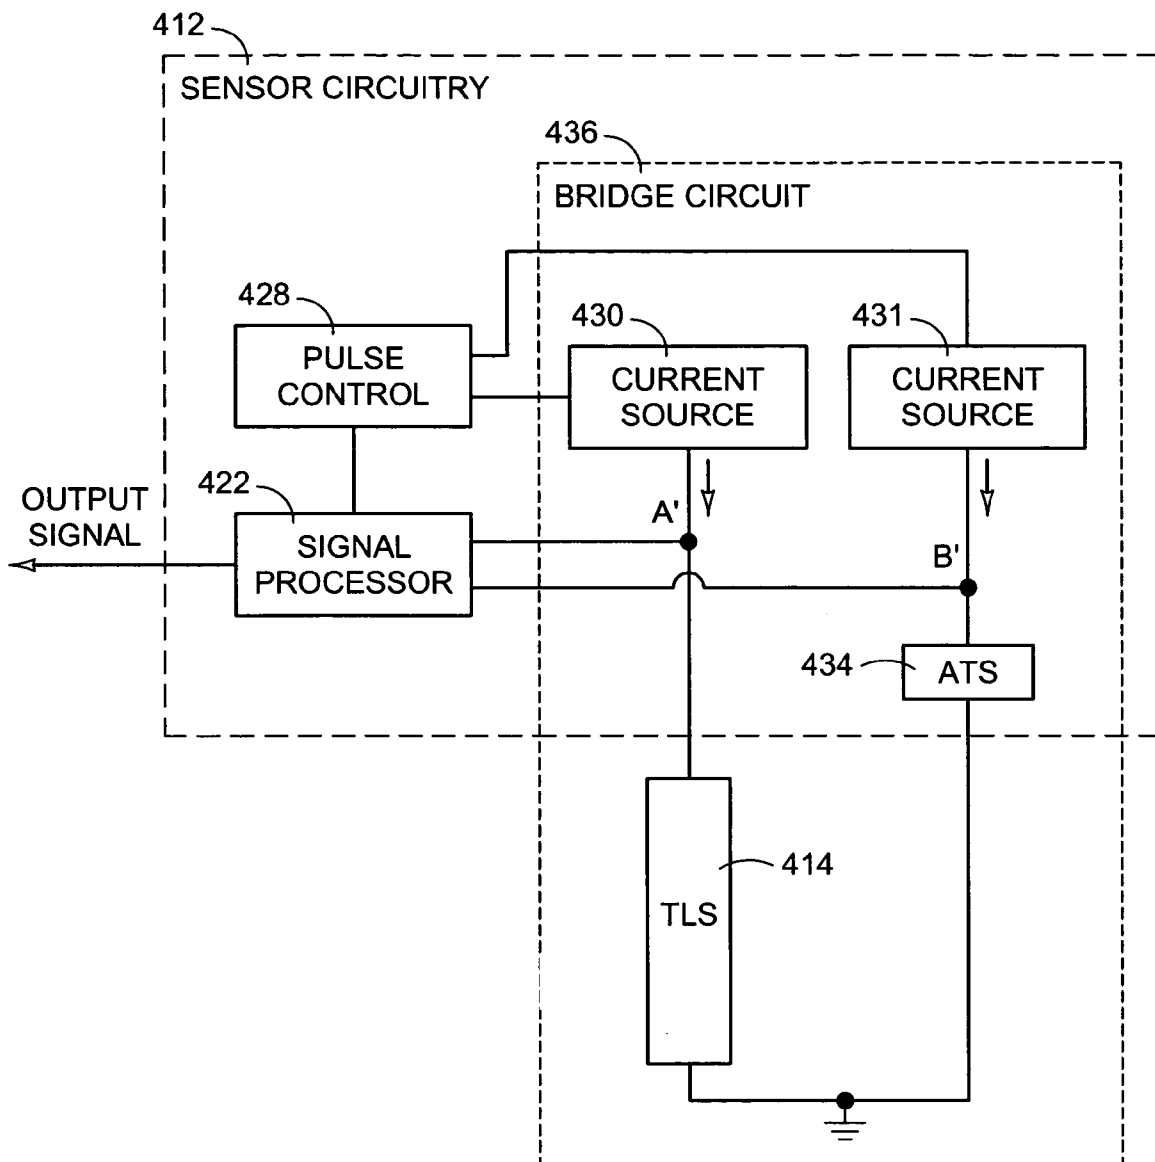 412
SENSOR CIRCUITRY
436
BRIDGE CIRCUIT
428
PULSE
CONTROL
430
CURRENT
SOURCE
431
CURRENT
SOURCE
OUTPUT
SIGNAL
422
SIGNAL
PROCESSOR
A'
B'
434
ATS
414
TLS